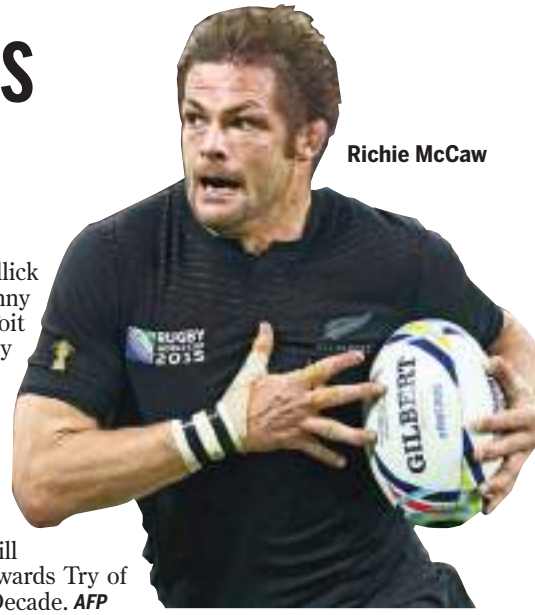 S
Richie McCaw
llick
nny
oit
y
RUGBY
2015
GILBERT
ill
wards Try of
Decade. AFP